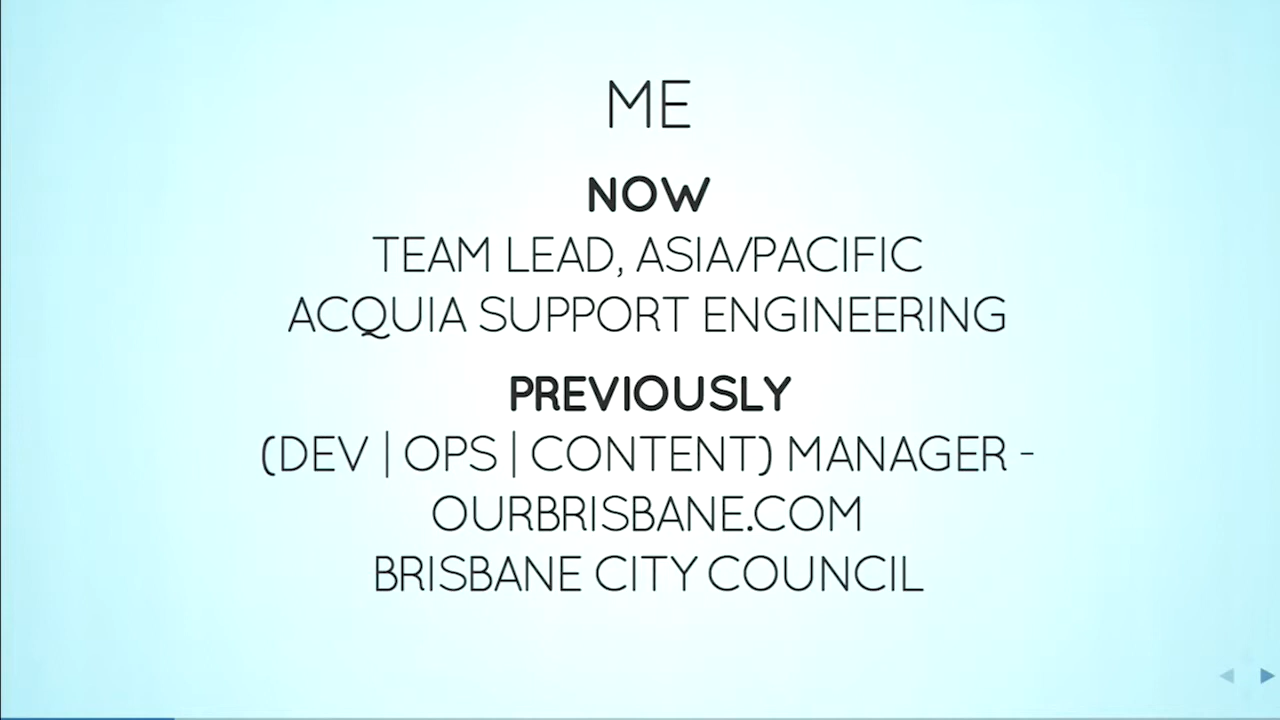 ME
NOW
TEAM LEAD, ASIA/PACIFIC
ACQUIA SUPPORT ENGINEERING
PREVIOUSLY
(DEV | OPS | CONTENT) MANAGER -
OURBRISBANE.COM
BRISBANE CITY COUNCIL